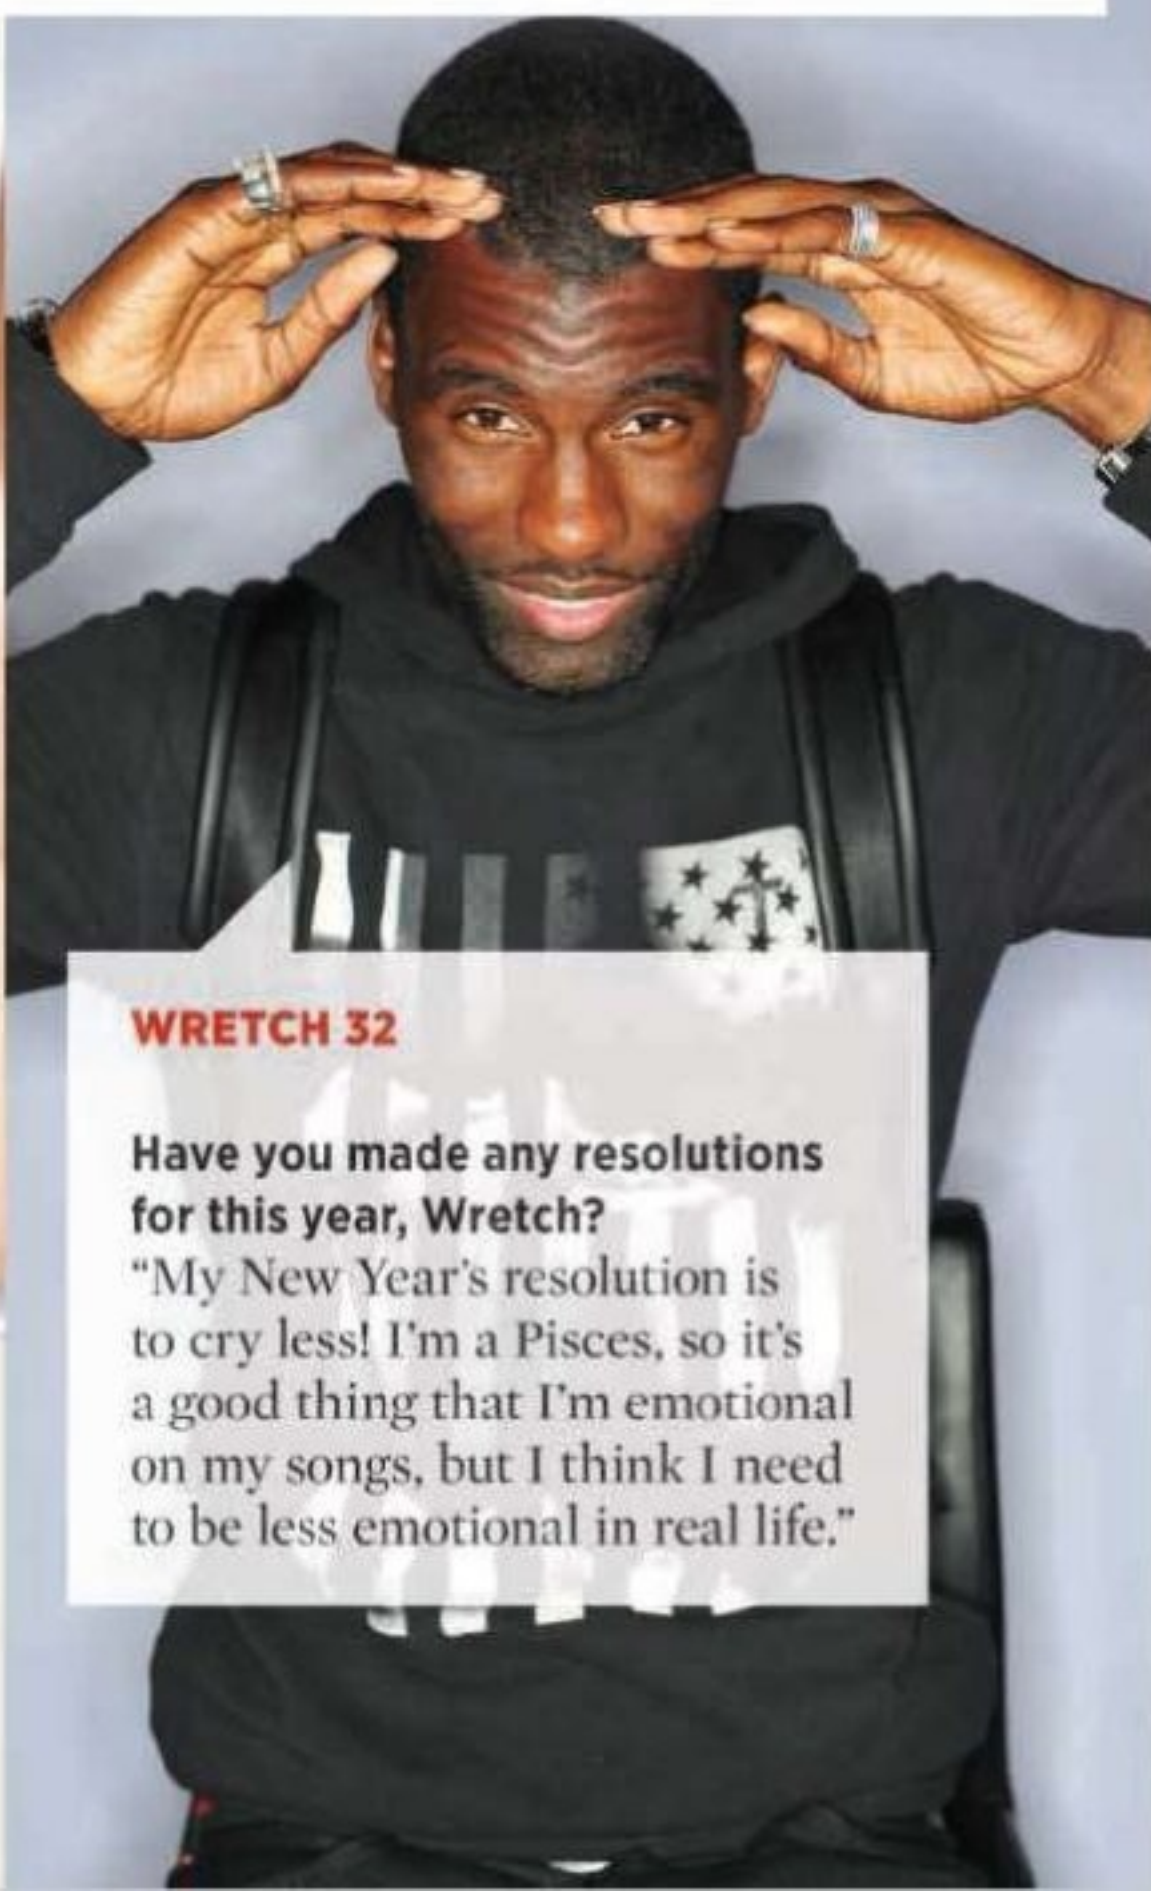 WRETCH 32
Have you made any resolutions
for this year, Wretch?
“My New Year’s resolution is
to cry less! I’m a Pisces, so it’s
a good thing that I’m emotional
on my songs, but I think I need
to be less emotional in real life.”